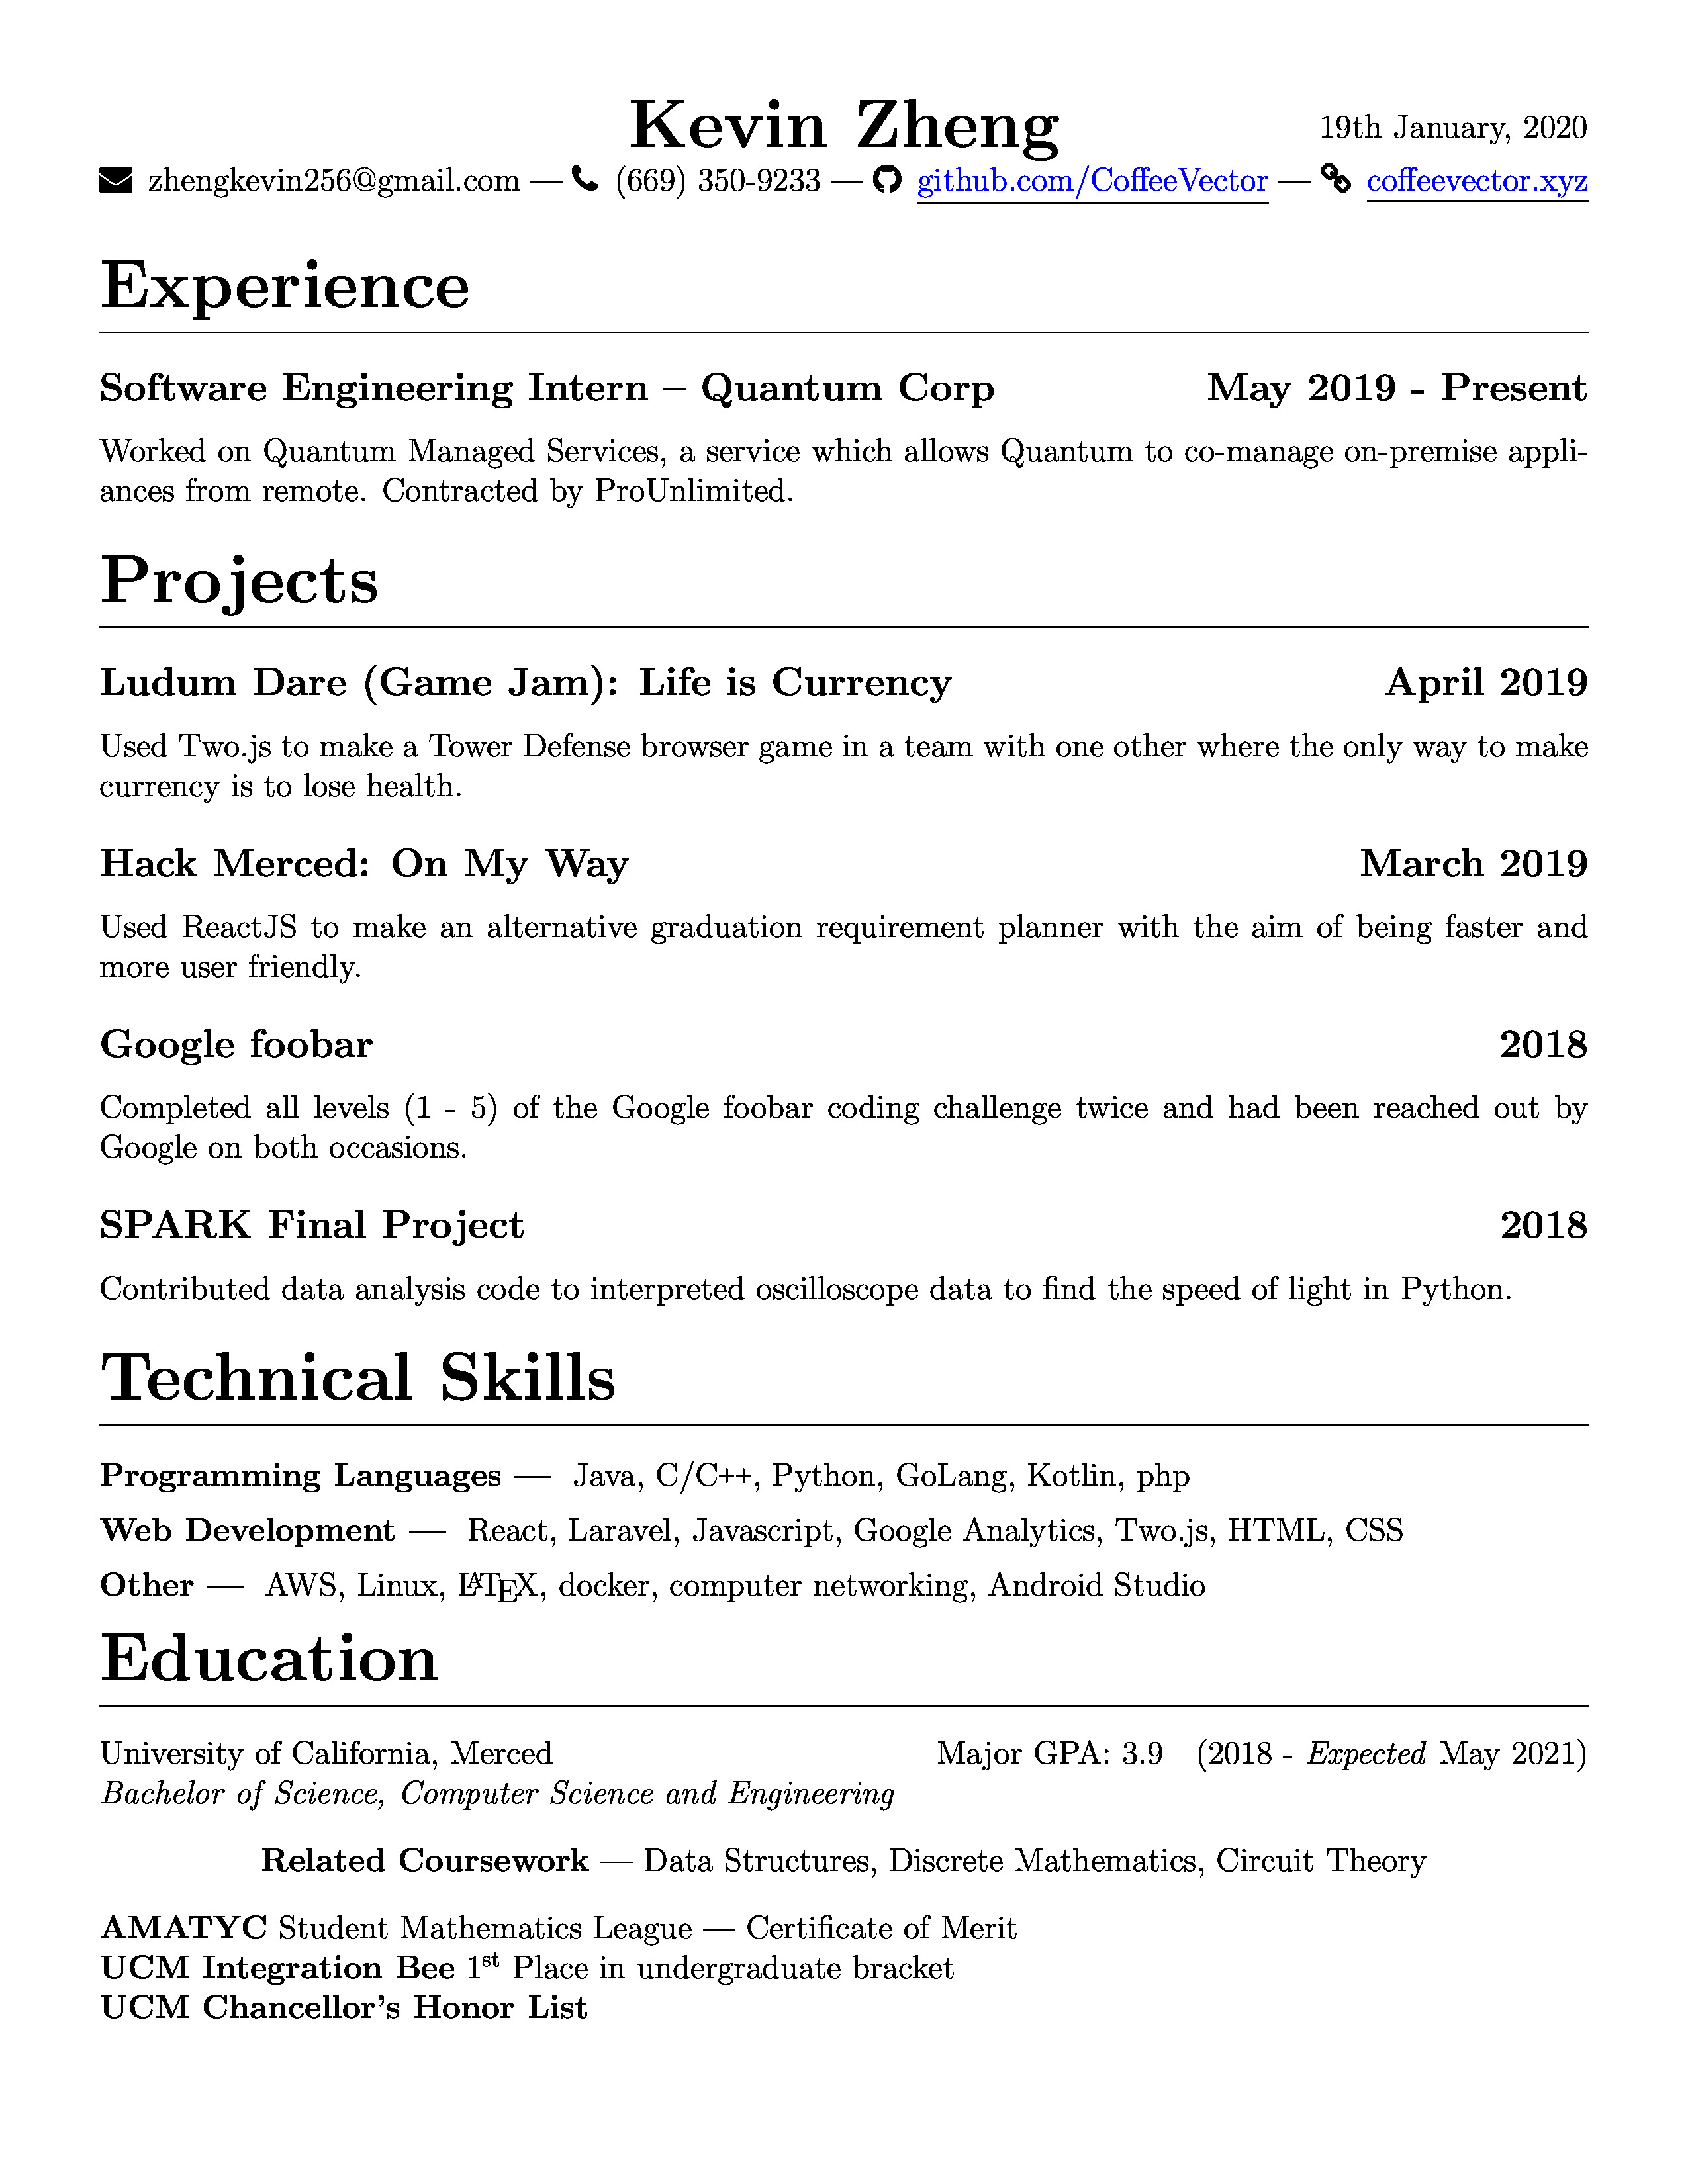 Kevin Zheng
19th January, 2020
zhengkevin256@gmail.com — (669) 350-9233 — github.com/CoffeeVector — coffeevector.xyz
Experience
Software Engineering Intern – Quantum Corp May 2019 - Present
Worked on Quantum Managed Services, a service which allows Quantum to co-manage on-premise appli-
ances from remote. Contracted by ProUnlimited.
Projects
Ludum Dare (Game Jam): Life is Currency April 2019
Used Two.js to make a Tower Defense browser game in a team with one other where the only way to make
currency is to lose health.
Hack Merced: On My Way March 2019
Used ReactJS to make an alternative graduation requirement planner with the aim of being faster and
more user friendly.
Google foobar 2018
Completed all levels (1 - 5) of the Google foobar coding challenge twice and had been reached out by
Google on both occasions.
SPARK Final Project 2018
Contributed data analysis code to interpreted oscilloscope data to find the speed of light in Python.
Technical Skills
Programming Languages — Java, C/C++, Python, GoLang, Kotlin, php
Web Development — React, Laravel, Javascript, Google Analytics, Two.js, HTML, CSS
Other — AWS, Linux, LATEX, docker, computer networking, Android Studio
Education
University of California, Merced Major GPA: 3.9 (2018 - Expected May 2021)
Bachelor of Science, Computer Science and Engineering
Related Coursework — Data Structures, Discrete Mathematics, Circuit Theory
AMATYC Student Mathematics League — Certificate of Merit
UCM Integration Bee 1st Place in undergraduate bracket
UCM Chancellor's Honor List